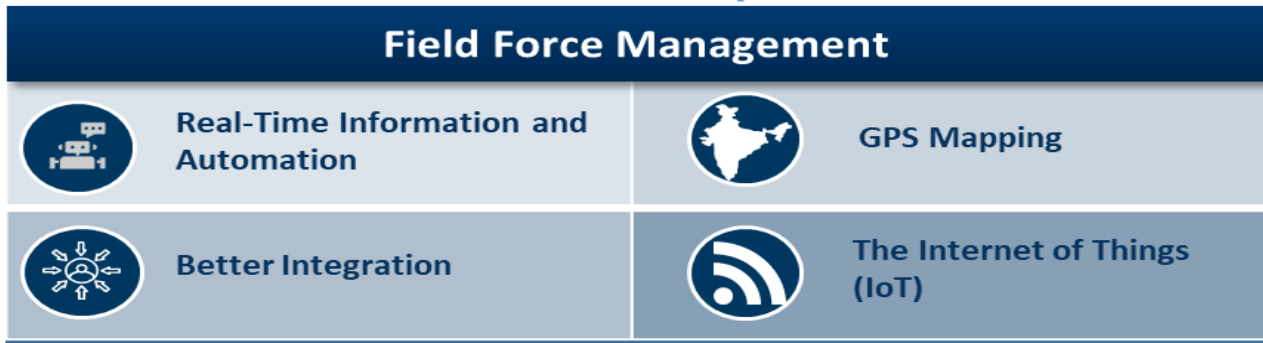 Field Force Management
Real-Time Information and
Automation
GPS Mapping
Better Integration
The Internet of Things
(IoT)